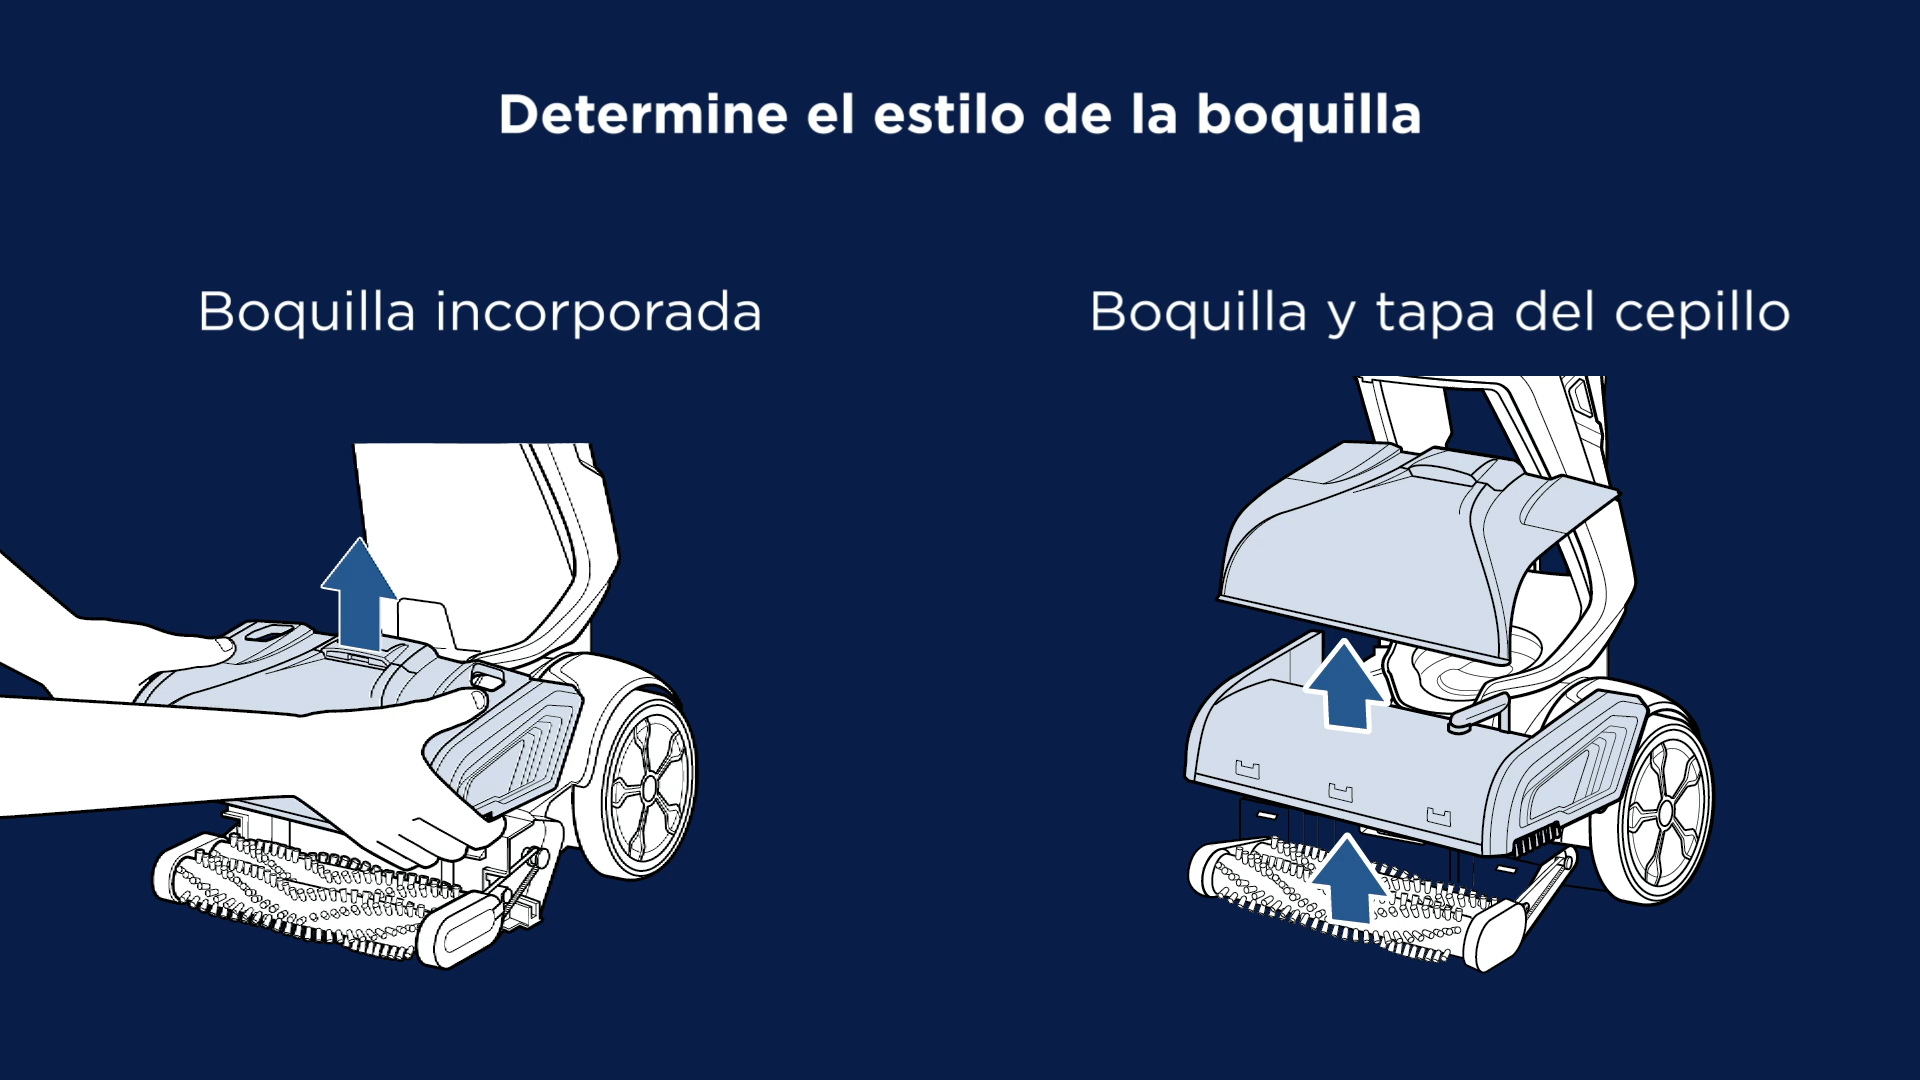 Determine el estilo de la boquilla
Boquilla incorporada
Boquilla y tapa del cepillo